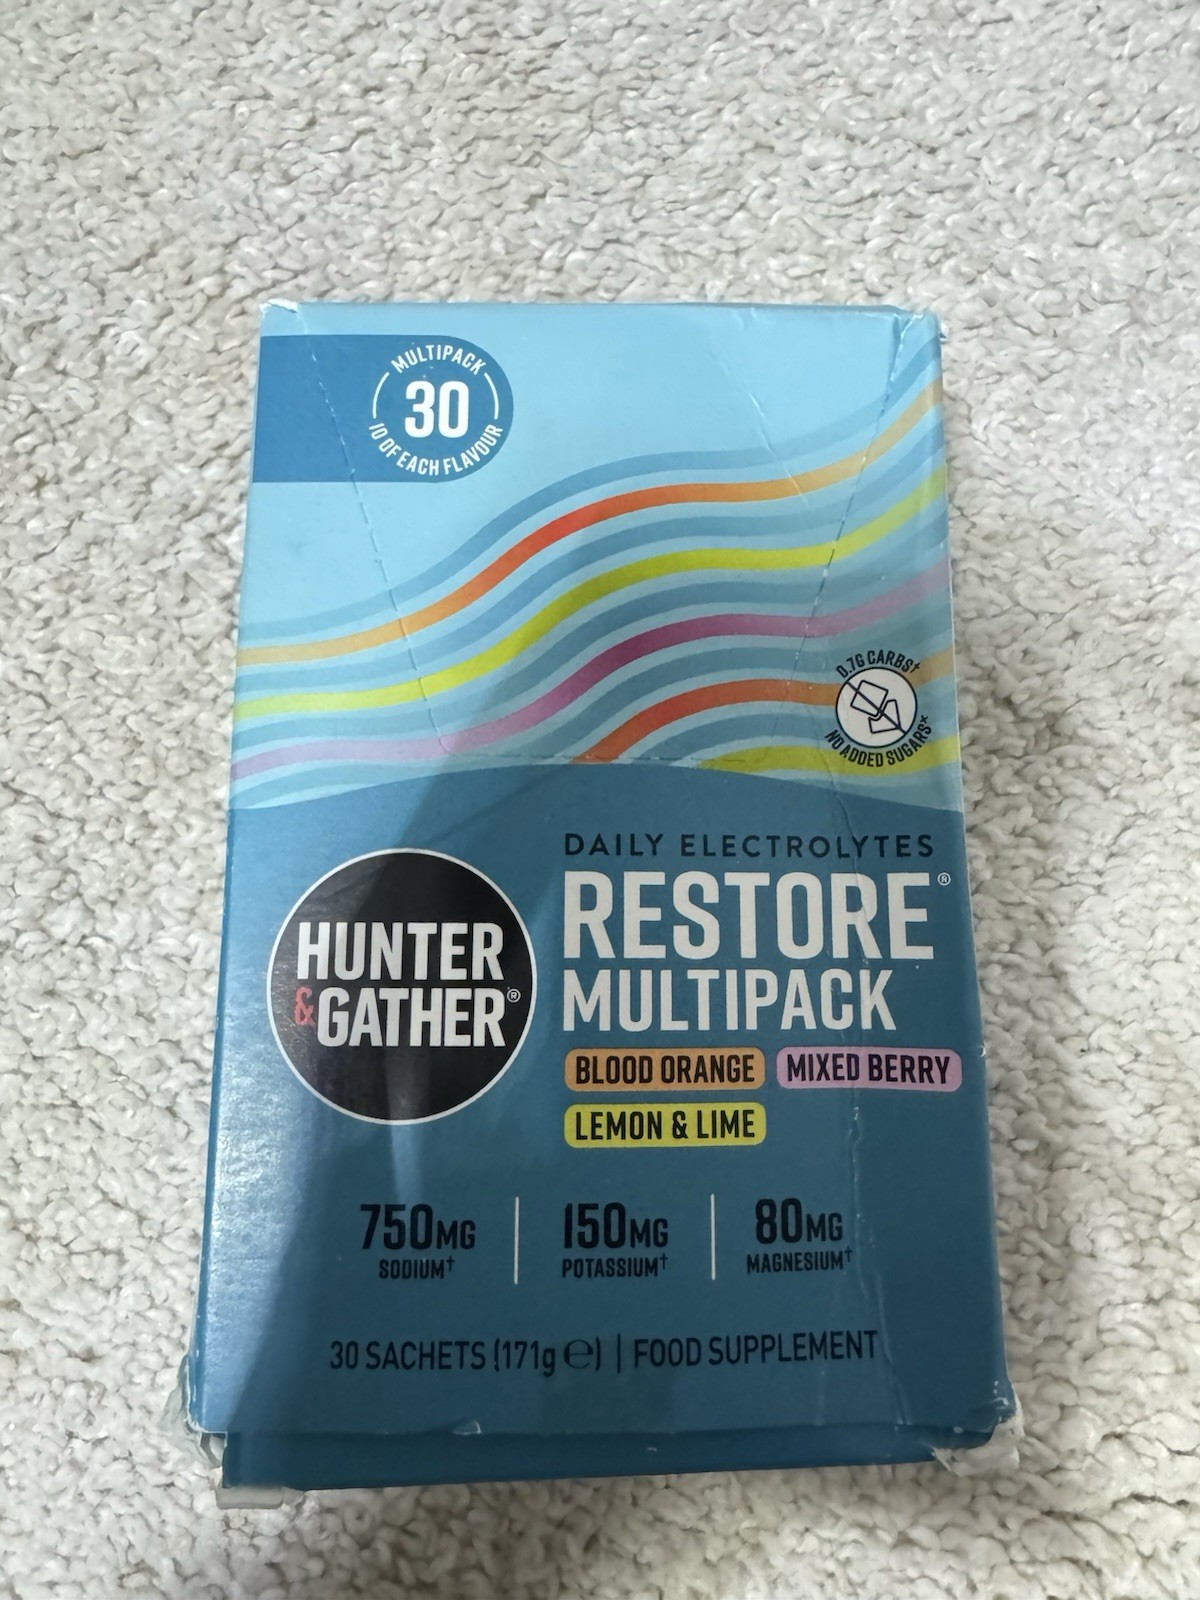 MULTIPACK
30
10 OF EACH FLAVOUR
0.7G CARBS†
NO ADDED SUGARS×
DAILY ELECTROLYTES
RESTORE®
MULTIPACK
HUNTER
&GATHER®
BLOOD ORANGE MIXED BERRY
LEMON & LIME
750MG 150MG 80MG
SODIUM† POTASSIUM† MAGNESIUM†
30 SACHETS (171g ℮) | FOOD SUPPLEMENT